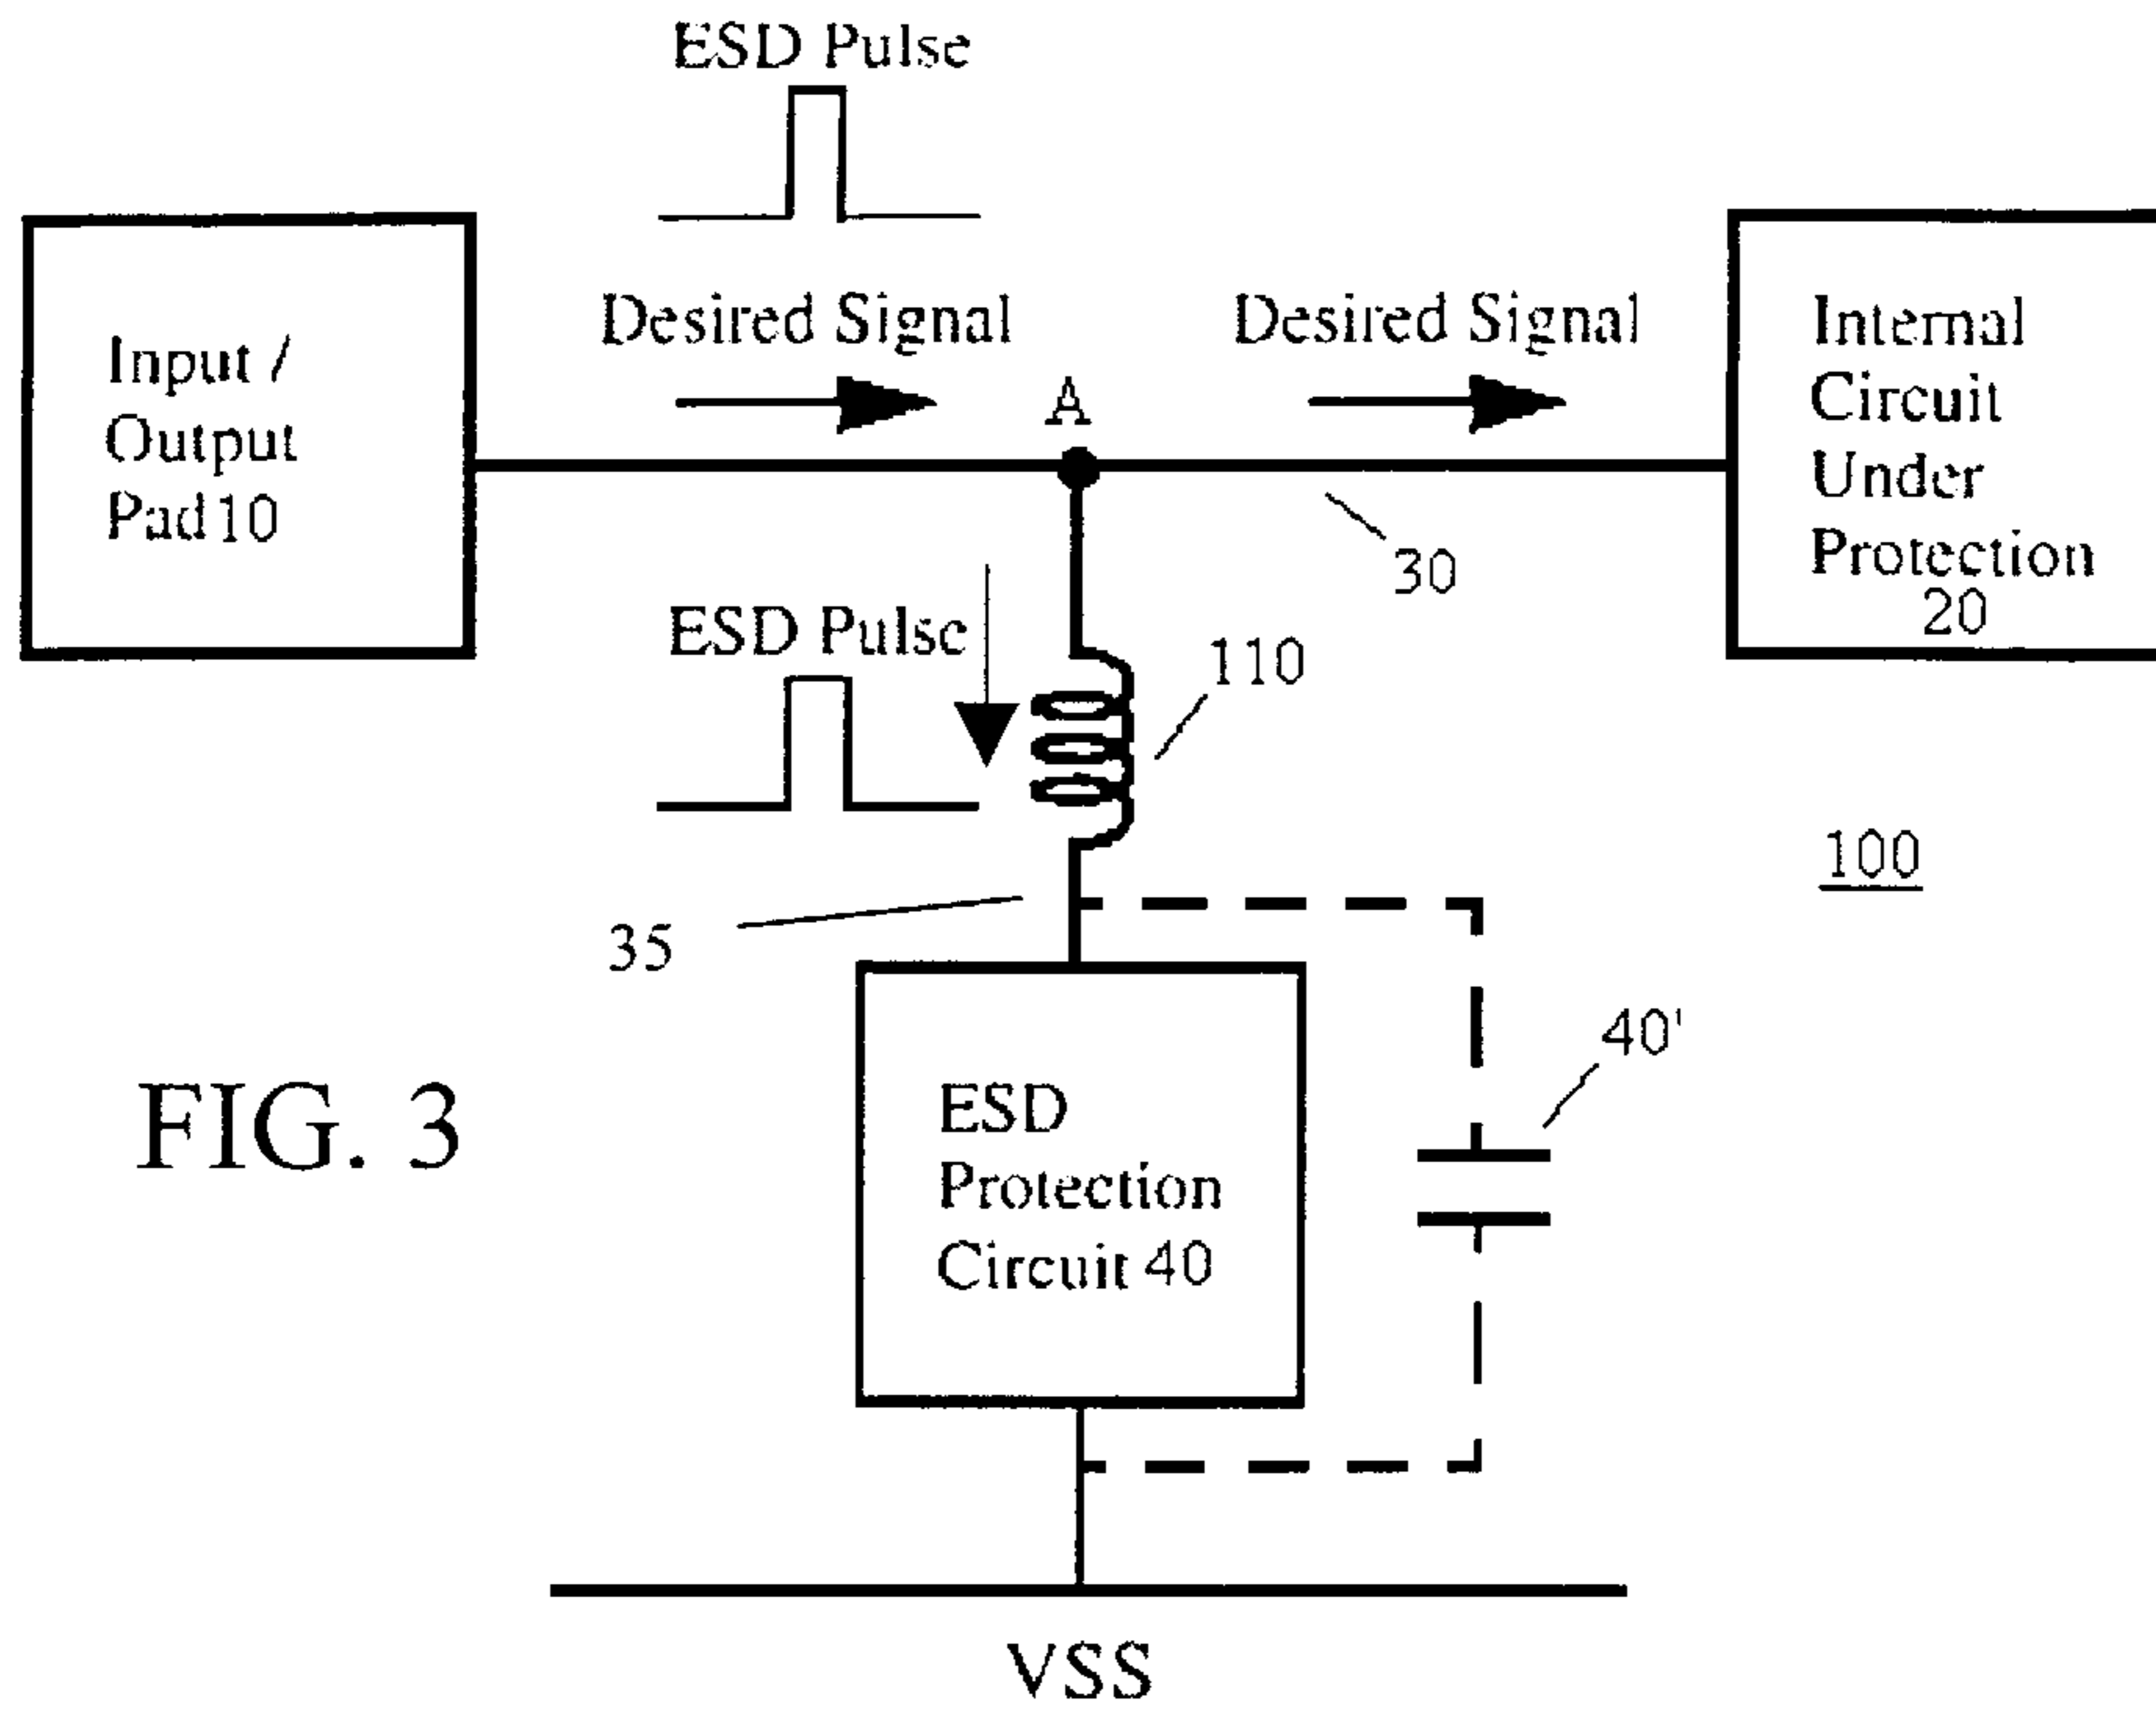 ESD Pulse
Desired Signal
Desired Signal
Input /
Output
Pad 10
A
Internal
Circuit
Under
Protection
20
30
ESD Pulse
110
100
35
40'
ESD
Protection
Circuit 40
FIG. 3
VSS